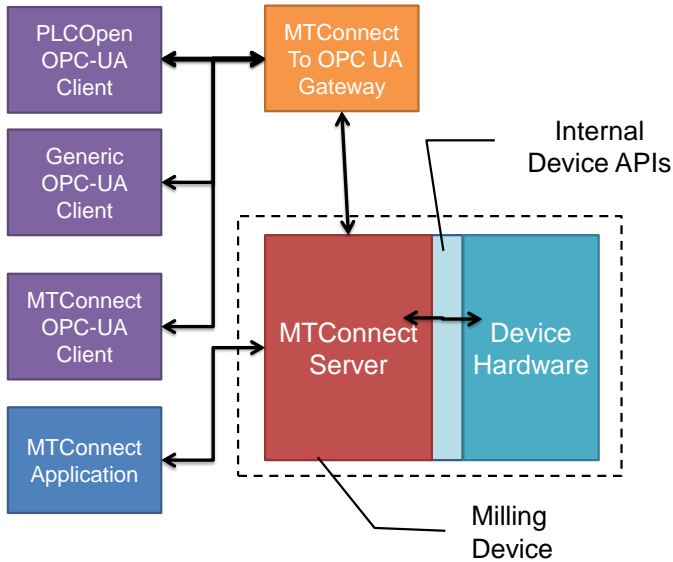 PLCOpen
OPC-UA
Client
MTConnect
To OPC UA
Gateway
Generic
OPC-UA
Client
Internal
Device APIs
MTConnect
OPC-UA
Client
MTConnect
Server
Device
Hardware
MTConnect
Application
Milling
Device